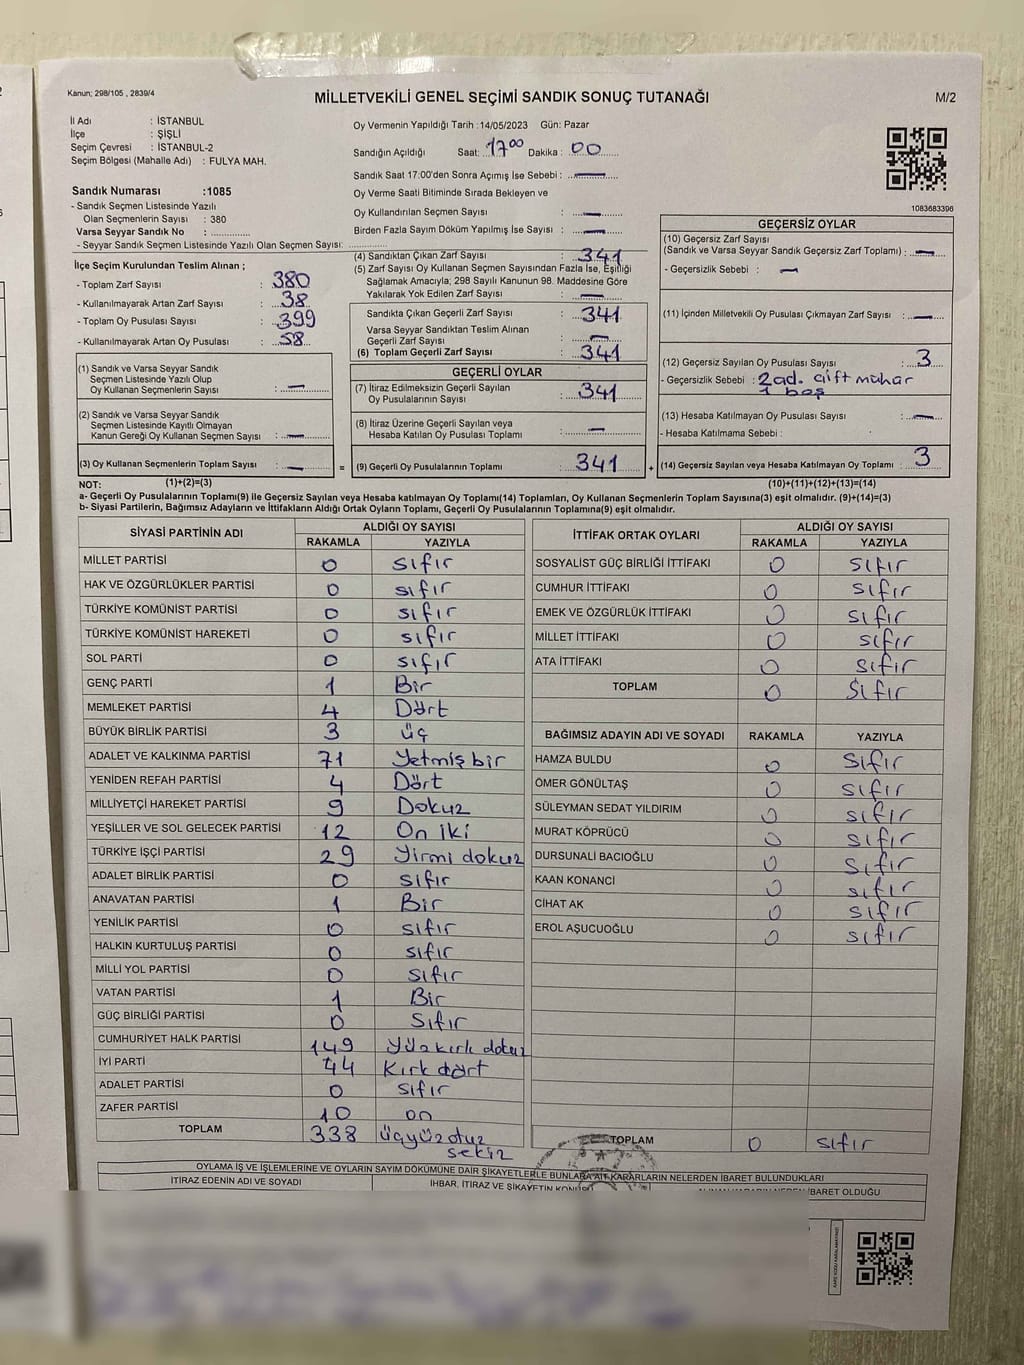 Kanun; 298/105 , 2839/4
MİLLETVEKİLİ GENEL SEÇİMİ SANDIK SONUÇ TUTANAĞI
M/2
İl Adı : İSTANBUL
İlçe : ŞİŞLİ
Seçim Çevresi : İSTANBUL-2
Seçim Bölgesi (Mahalle Adı) : FULYA MAH.
Sandık Numarası :1085
- Sandık Seçmen Listesinde Yazılı
Olan Seçmenlerin Sayısı : 380
Varsa Seyyar Sandık No : ..............
- Seyyar Sandık Seçmen Listesinde Yazılı Olan Seçmen Sayısı: ..............
İlçe Seçim Kurulundan Teslim Alınan ;
- Toplam Zarf Sayısı : 380
- Kullanılmayarak Artan Zarf Sayısı : 38
- Toplam Oy Pusulası Sayısı : 399
- Kullanılmayarak Artan Oy Pusulası : 58
(1) Sandık ve Varsa Seyyar Sandık
Seçmen Listesinde Yazılı Olup
Oy Kullanan Seçmenlerin Sayısı : —
(2) Sandık ve Varsa Seyyar Sandık
Seçmen Listesinde Kayıtlı Olmayan
Kanun Gereği Oy Kullanan Seçmen Sayısı : —
(3) Oy Kullanan Seçmenlerin Toplam Sayısı : —
(1)+(2)=(3)
Oy Vermenin Yapıldığı Tarih :14/05/2023 Gün: Pazar
Sandığın Açıldığı Saat: 17⁰⁰ Dakika : 00
Sandık Saat 17:00'den Sonra Açımış İse Sebebi : —
Oy Verme Saati Bitiminde Sırada Bekleyen ve
Oy Kullandırılan Seçmen Sayısı : —
Birden Fazla Sayım Döküm Yapılmış İse Sayısı : —
(4) Sandıktan Çıkan Zarf Sayısı : 341
(5) Zarf Sayısı Oy Kullanan Seçmen Sayısından Fazla İse, Eşitliği
Sağlamak Amacıyla; 298 Sayılı Kanunun 98. Maddesine Göre
Yakılarak Yok Edilen Zarf Sayısı : —
Sandıkta Çıkan Geçerli Zarf Sayısı : 341
Varsa Seyyar Sandıktan Teslim Alınan
Geçerli Zarf Sayısı : —
(6) Toplam Geçerli Zarf Sayısı : 341
GEÇERLİ OYLAR
(7) İtiraz Edilmeksizin Geçerli Sayılan
Oy Pusulalarının Sayısı : 341
(8) İtiraz Üzerine Geçerli Sayılan veya
Hesaba Katılan Oy Pusulası Toplamı : —
= (9) Geçerli Oy Pusulalarının Toplamı : 341 +
1083683396
GEÇERSİZ OYLAR
(10) Geçersiz Zarf Sayısı
(Sandık ve Varsa Seyyar Sandık Geçersiz Zarf Toplamı) : —
- Geçersizlik Sebebi : —
(11) İçinden Milletvekili Oy Pusulası Çıkmayan Zarf Sayısı : —
(12) Geçersiz Sayılan Oy Pusulası Sayısı : 3
- Geçersizlik Sebebi : 2 ad. çift mühür
1 boş
(13) Hesaba Katılmayan Oy Pusulası Sayısı : —
- Hesaba Katılmama Sebebi :
(14) Geçersiz Sayılan veya Hesaba Katılmayan Oy Toplamı : 3
(10)+(11)+(12)+(13)=(14)
NOT:
a- Geçerli Oy Pusulalarının Toplamı(9) ile Geçersiz Sayılan veya Hesaba katılmayan Oy Toplamı(14) Toplamları, Oy Kullanan Seçmenlerin Toplam Sayısına(3) eşit olmalıdır. (9)+(14)=(3)
b- Siyasi Partilerin, Bağımsız Adayların ve İttifakların Aldığı Ortak Oyların Toplamı, Geçerli Oy Pusulalarının Toplamına(9) eşit olmalıdır.
SİYASİ PARTİNİN ADI ALDIĞI OY SAYISI
RAKAMLA YAZIYLA
MİLLET PARTİSİ 0 sıfır
HAK VE ÖZGÜRLÜKLER PARTİSİ 0 sıfır
TÜRKİYE KOMÜNİST PARTİSİ 0 sıfır
TÜRKİYE KOMÜNİST HAREKETİ 0 sıfır
SOL PARTİ 0 sıfır
GENÇ PARTİ 1 Bir
MEMLEKET PARTİSİ 4 Dört
BÜYÜK BİRLİK PARTİSİ 3 üç
ADALET VE KALKINMA PARTİSİ 71 Yetmiş bir
YENİDEN REFAH PARTİSİ 4 Dört
MİLLİYETÇİ HAREKET PARTİSİ 9 Dokuz
YEŞİLLER VE SOL GELECEK PARTİSİ 12 On iki
TÜRKİYE İŞÇİ PARTİSİ 29 Yirmi dokuz
ADALET BİRLİK PARTİSİ 0 sıfır
ANAVATAN PARTİSİ 1 Bir
YENİLİK PARTİSİ 0 sıfır
HALKIN KURTULUŞ PARTİSİ 0 sıfır
MİLLİ YOL PARTİSİ 0 sıfır
VATAN PARTİSİ 1 Bir
GÜÇ BİRLİĞİ PARTİSİ 0 Sıfır
CUMHURİYET HALK PARTİSİ 149 Yüz kırk dokuz
İYİ PARTİ 44 Kırk dört
ADALET PARTİSİ 0 sıfır
ZAFER PARTİSİ 10 on
TOPLAM 338 üçyüzotuz
sekiz
İTTİFAK ORTAK OYLARI ALDIĞI OY SAYISI
RAKAMLA YAZIYLA
SOSYALİST GÜÇ BİRLİĞİ İTTİFAKI 0 sıfır
CUMHUR İTTİFAKI 0 sıfır
EMEK VE ÖZGÜRLÜK İTTİFAKI 0 sıfır
MİLLET İTTİFAKI 0 sıfır
ATA İTTİFAKI 0 sıfır
TOPLAM 0 Sıfır
BAĞIMSIZ ADAYIN ADI VE SOYADI RAKAMLA YAZIYLA
HAMZA BULDU 0 Sıfır
ÖMER GÖNÜLTAŞ 0 sıfır
SÜLEYMAN SEDAT YILDIRIM 0 sıfır
MURAT KÖPRÜCÜ 0 sıfır
DURSUNALİ BACIOĞLU 0 sıfır
KAAN KONANCİ 0 sıfır
CİHAT AK 0 sıfır
EROL AŞUCUOĞLU 0 sıfır
TOPLAM 0 sıfır
OYLAMA İŞ VE İŞLEMLERİNE VE OYLARIN SAYIM DÖKÜMÜNE DAİR ŞİKAYETLERLE BUNLARA AİT KARARLARIN NELERDEN İBARET BULUNDUKLARI
İTİRAZ EDENİN ADI VE SOYADI İHBAR, İTİRAZ VE ŞİKAYETİN KONUSU ALINAN KARARIN NEDEN İBARET OLDUĞU